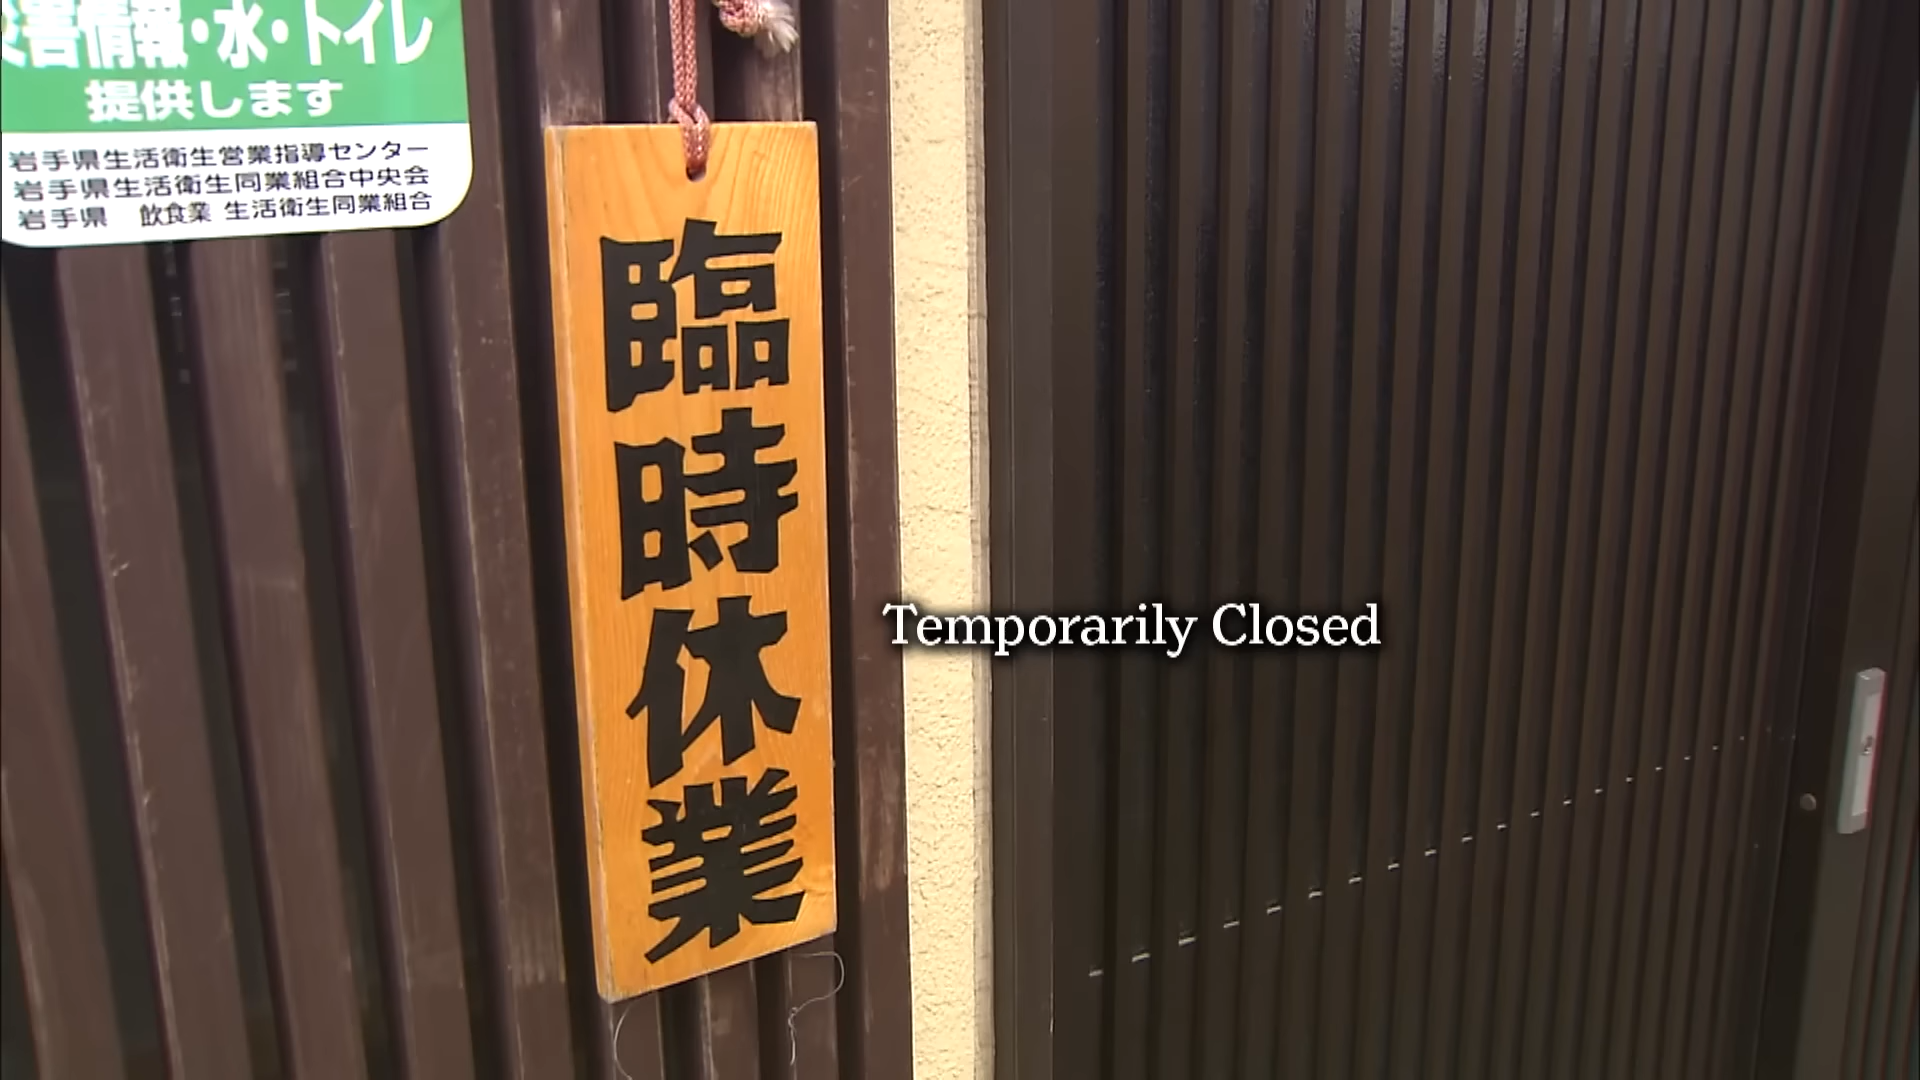 災害情報・水・トイレ
提供します
岩手県生活衛生営業指導センター
岩手県生活衛生同業組合中央会
岩手県 飲食業 生活衛生同業組合
臨時休業
Temporarily Closed